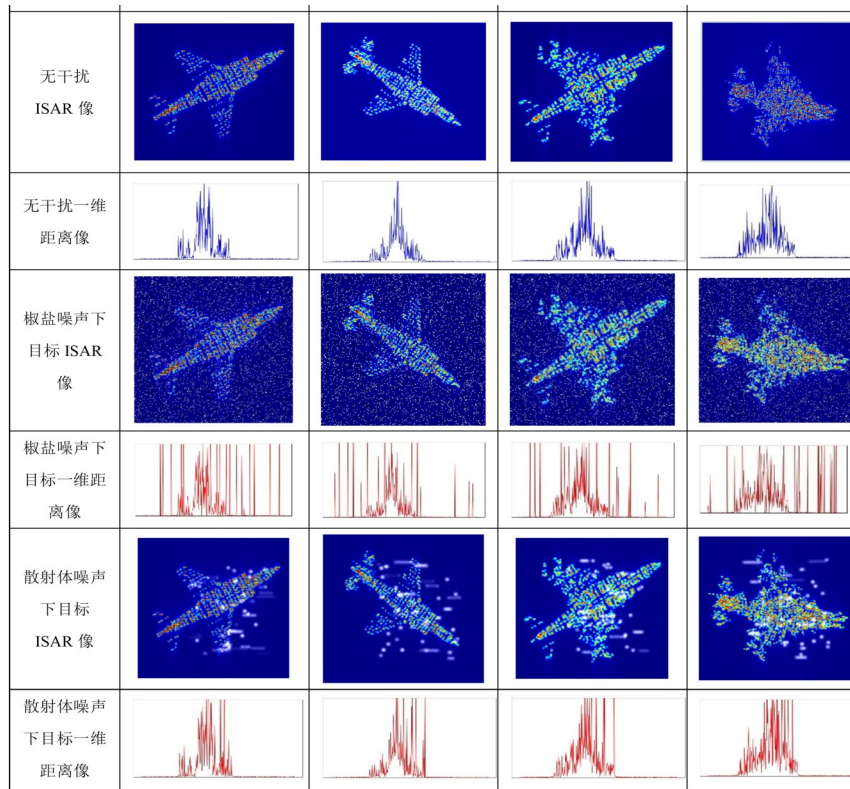 无干扰
ISAR 像
无干扰一维
距离像
椒盐噪声下
目标 ISAR
像
椒盐噪声下
目标一维距
离像
散射体噪声
下目标
ISAR 像
散射体噪声
下目标一维
距离像